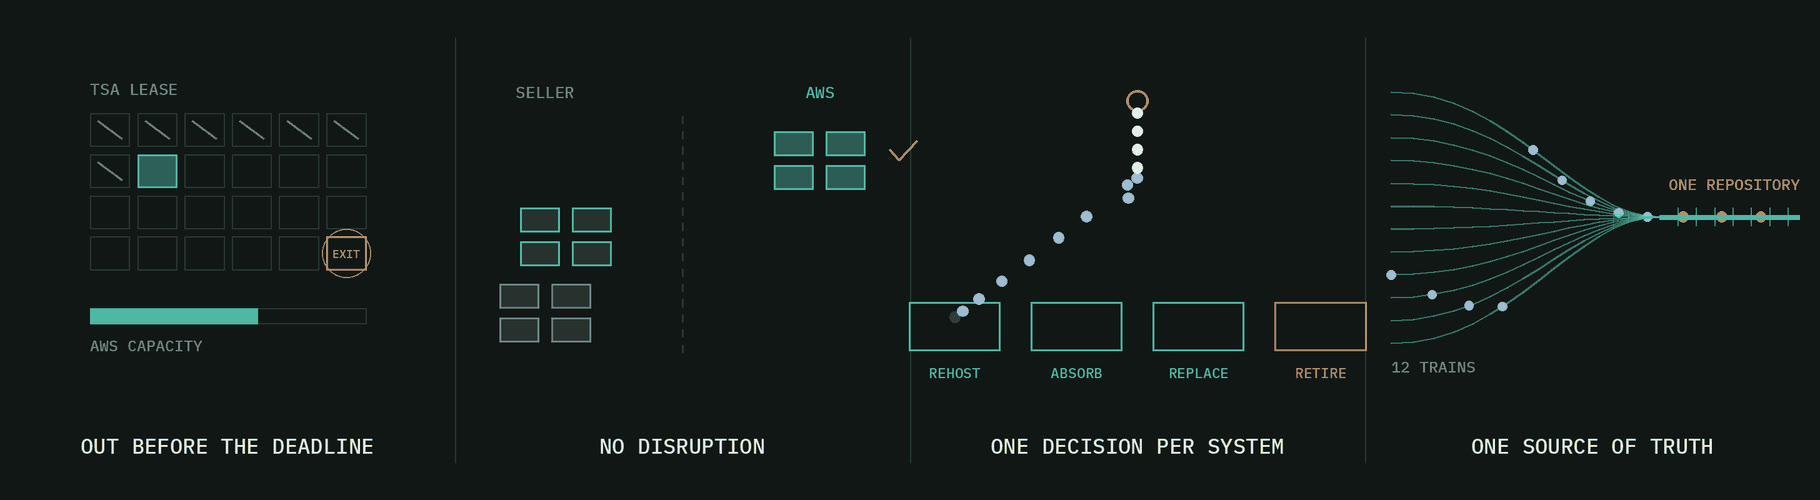 TSA LEASE
EXIT
AWS CAPACITY
OUT BEFORE THE DEADLINE
SELLER
AWS
NO DISRUPTION
REHOST
ABSORB
REPLACE
RETIRE
ONE DECISION PER SYSTEM
ONE REPOSITORY
12 TRAINS
ONE SOURCE OF TRUTH